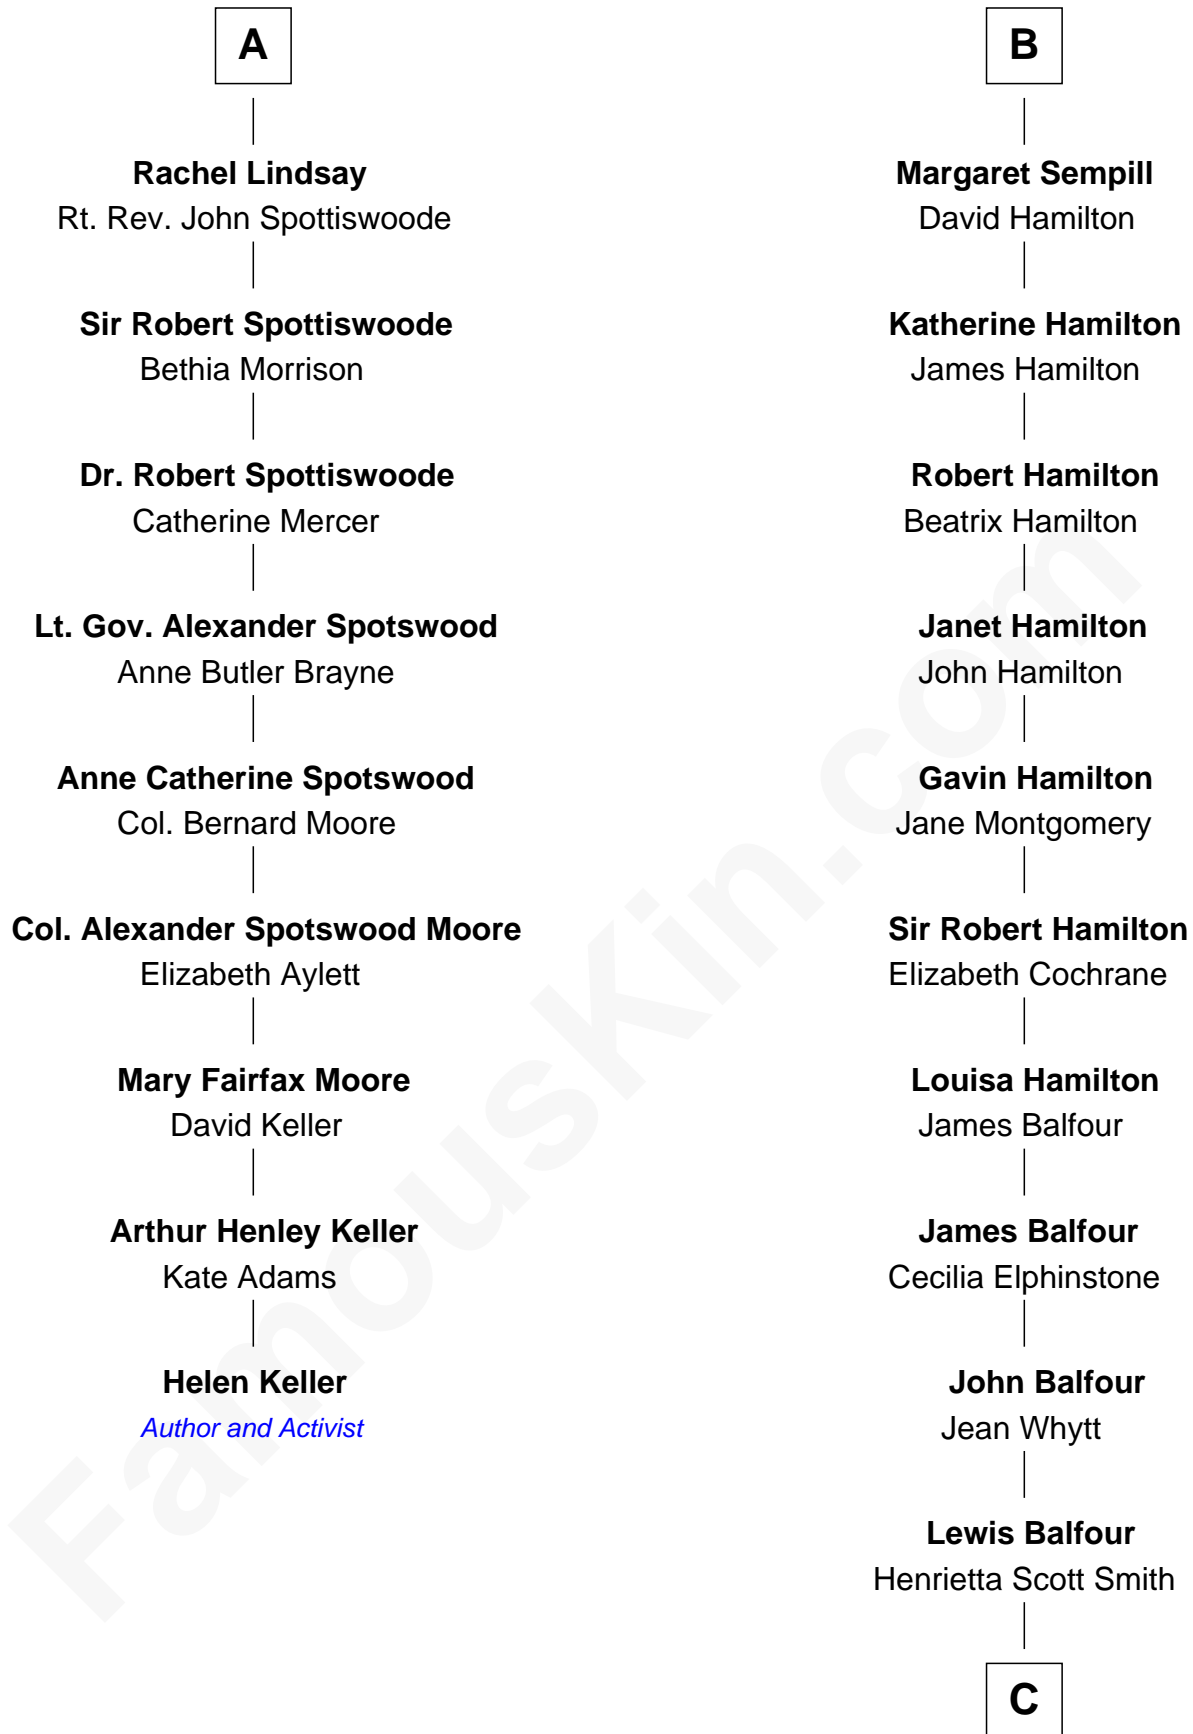 A
Rachel Lindsay
Rt. Rev. John Spottiswoode
Sir Robert Spottiswoode
Bethia Morrison
Dr. Robert Spottiswoode
Catherine Mercer
Lt. Gov. Alexander Spotswood
Anne Butler Brayne
Anne Catherine Spotswood
Col. Bernard Moore
Col. Alexander Spotswood Moore
Elizabeth Aylett
Mary Fairfax Moore
David Keller
Arthur Henley Keller
Kate Adams
Helen Keller
Author and Activist
B
Margaret Sempill
David Hamilton
Katherine Hamilton
James Hamilton
Robert Hamilton
Beatrix Hamilton
Janet Hamilton
John Hamilton
Gavin Hamilton
Jane Montgomery
Sir Robert Hamilton
Elizabeth Cochrane
Louisa Hamilton
James Balfour
James Balfour
Cecilia Elphinstone
John Balfour
Jean Whytt
Lewis Balfour
Henrietta Scott Smith
C
FamousKin.com